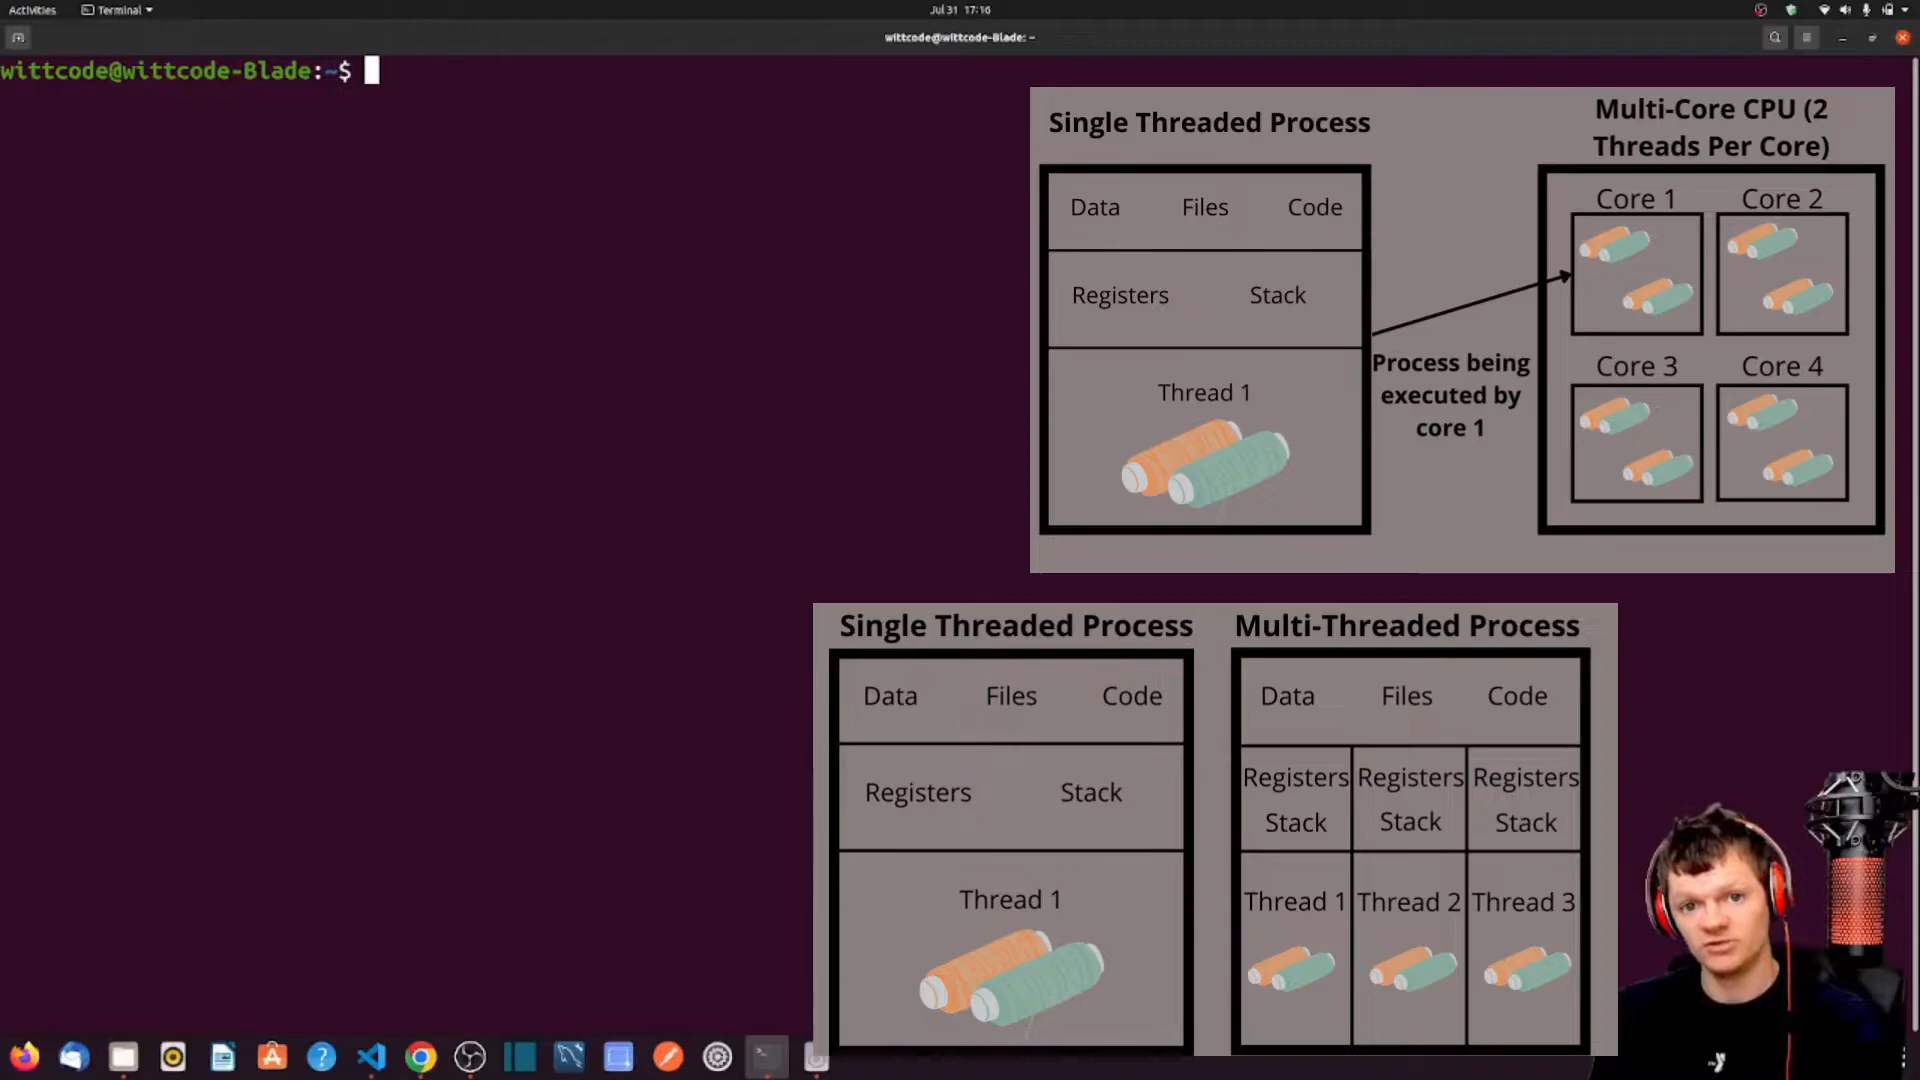 Activities
Terminal
Jul 31 17:16
wittcode@wittcode-Blade: ~
wittcode@wittcode-Blade:~$
Single Threaded Process
Data Files Code
Registers Stack
Thread 1
Process being
executed by
core 1
Multi-Core CPU (2
Threads Per Core)
Core 1 Core 2
Core 3 Core 4
Single Threaded Process
Data Files Code
Registers Stack
Thread 1
Multi-Threaded Process
Data Files Code
Registers Registers Registers
Stack Stack Stack
Thread 1 Thread 2 Thread 3